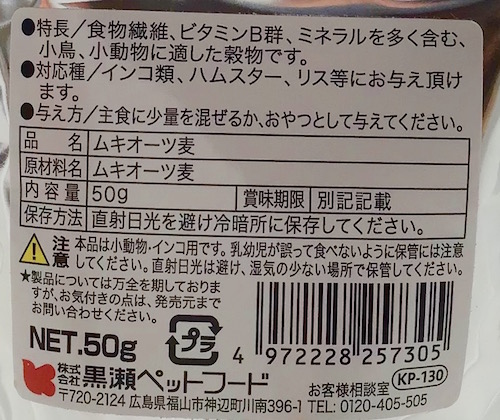 ●特長/食物繊維、ビタミンB群、ミネラルを多く含む、
小鳥、小動物に適した穀物です。
●対応種/インコ類、ハムスター、リス等にお与え頂け
ます。
●与え方/主食に少量を混ぜるか、おやつとして与えてください。
品名 ムキオーツ麦
原材料名 ムキオーツ麦
内容量 50g 賞味期限 別記記載
保存方法 直射日光を避け冷暗所に保存してください。
注意 本品は小動物・インコ用です。乳幼児が誤って食べないように保管には注意
してください。直射日光は避け、湿気の少ない場所で保管してください。
★製品については万全を期しておりま
すが、お気付きの点は、発売元まで
お問い合わせください。
NET.50g
プラ
4 972228 257305
株式会社黒瀬ペットフード
お客様相談室 KP-130
〒720-2124 広島県福山市神辺町川南396-1 TEL: 0120-405-505